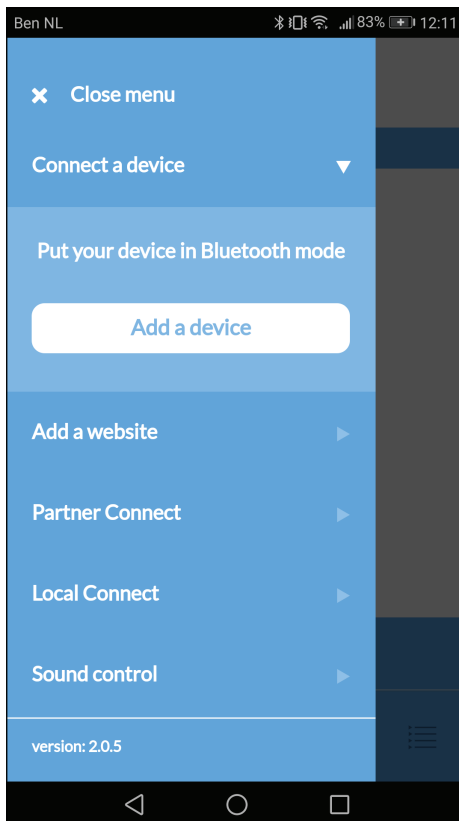 Ben NL 83% 12:11
Close menu
Connect a device
Put your device in Bluetooth mode
Add a device
Add a website
Partner Connect
Local Connect
Sound control
version: 2.0.5